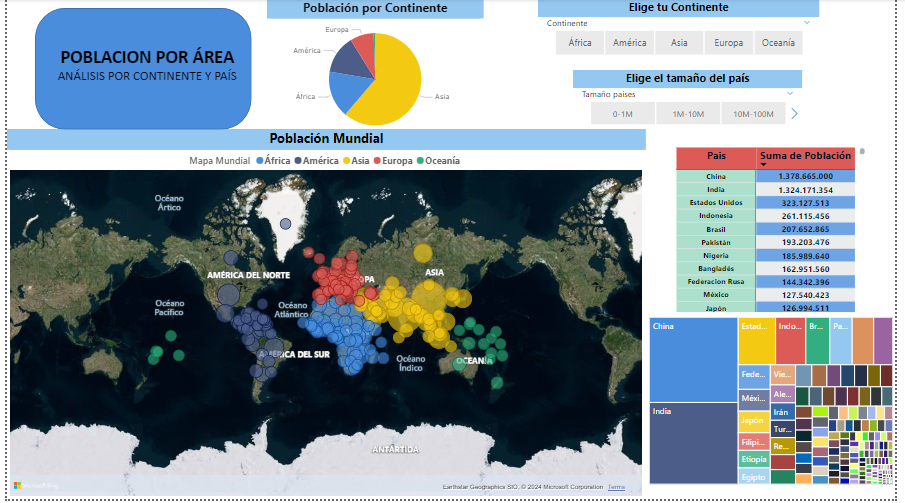 POBLACION POR ÁREA
ANÁLISIS POR CONTINENTE Y PAÍS
Población por Continente
Europa
América
África
Asia
Elige tu Continente
Continente
África América Asia Europa Oceanía
Elige el tamaño del país
Tamaño paises
0-1M 1M-10M 10M-100M
Población Mundial
Mapa Mundial África América Asia Europa Oceanía
Océano
Ártico
AMÉRICA DEL NORTE
PA
ASIA
Océano
Pacífico
Océano
Atlántico
AMÉRICA DEL SUR
Océano
Índico
OCEANÍA
ANTÁRTIDA
Earthstar Geographics SIO, © 2024 Microsoft Corporation Terms
Pais Suma de Población
China 1.378.665.000
India 1.324.171.354
Estados Unidos 323.127.513
Indonesia 261.115.456
Brasil 207.652.865
Pakistán 193.203.476
Nigeria 185.989.640
Bangladés 162.951.560
Federacion Rusa 144.342.396
México 127.540.423
Japón 126.994.511
China
Estad...
Indo...
Br...
Pa...
Fede...
Vie...
Méxi...
Ale...
India
Japón
Irán
Tur...
Filipi...
Re...
Etiopía
Egipto